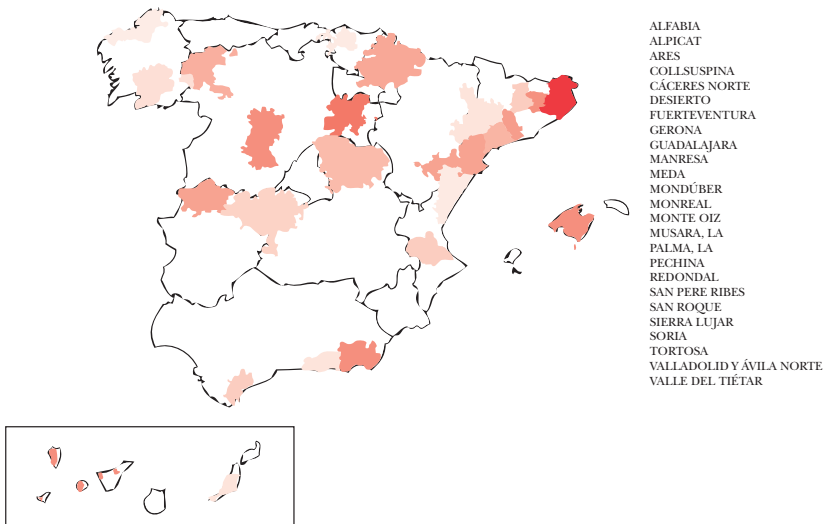 ALFABIA
ALPICAT
ARES
COLLSUSPINA
CÁCERES NORTE
DESIERTO
FUERTEVENTURA
GERONA
GUADALAJARA
MANRESA
MEDA
MONDÚBER
MONREAL
MONTE OIZ
MUSARA, LA
PALMA, LA
PECHINA
REDONDAL
SAN PERE RIBES
SAN ROQUE
SIERRA LUJAR
SORIA
TORTOSA
VALLADOLID Y ÁVILA NORTE
VALLE DEL TIÉTAR